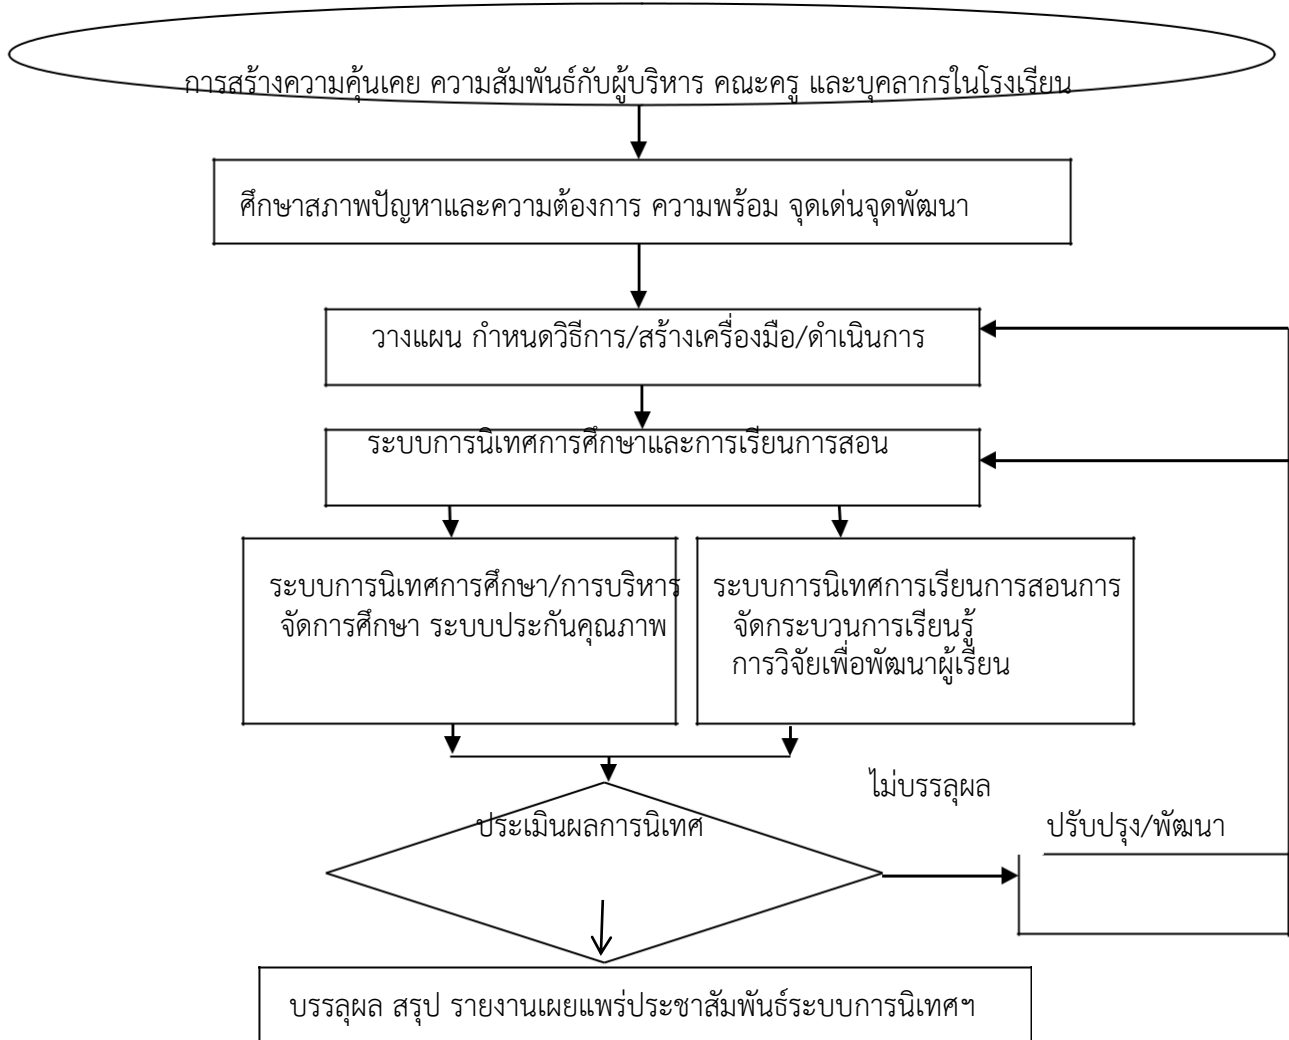 การสร้างความคุ้นเคย ความสัมพันธ์กับผู้บริหาร คณะครู และบุคลากรในโรงเรียน
ศึกษาสภาพปัญหาและความต้องการ ความพร้อม จุดเด่นจุดพัฒนา
วางแผน กำหนดวิธีการ/สร้างเครื่องมือ/ดำเนินการ
ระบบการนิเทศการศึกษาและการเรียนการสอน
ระบบการนิเทศการศึกษา/การบริหาร
จัดการศึกษา ระบบประกันคุณภาพ
ระบบการนิเทศการเรียนการสอนการ
จัดกระบวนการเรียนรู้
การวิจัยเพื่อพัฒนาผู้เรียน
ไม่บรรลุผล
ประเมินผลการนิเทศ
ปรับปรุง/พัฒนา
บรรลุผล สรุป รายงานเผยแพร่ประชาสัมพันธ์ระบบการนิเทศฯ